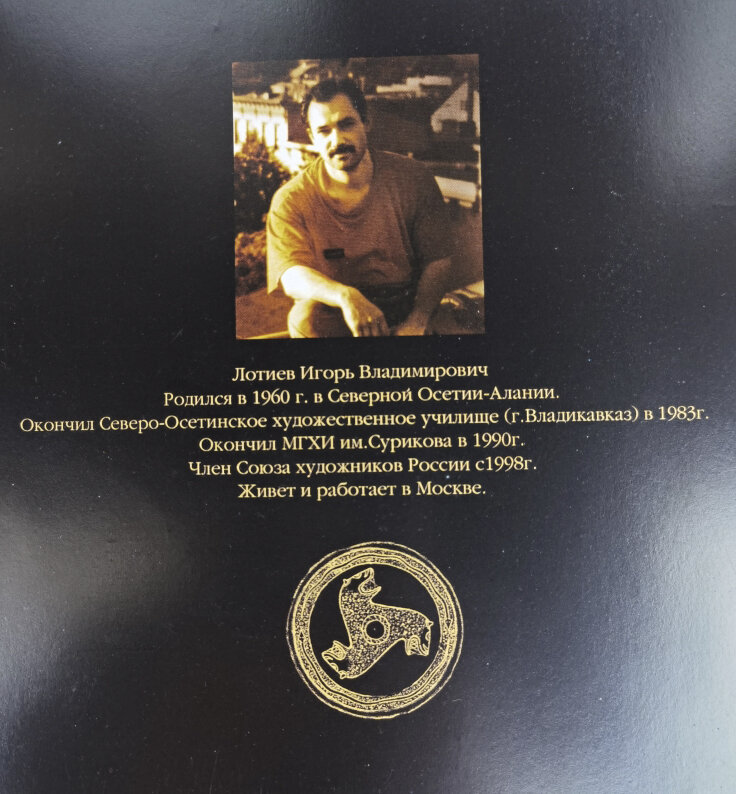 Лотиев Игорь Владимирович
Родился в 1960 г. в Северной Осетии-Алании.
Окончил Северо-Осетинское художественное училище (г.Владикавказ) в 1983г.
Окончил МГХИ им.Сурикова в 1990г.
Член Союза художников России с1998г.
Живет и работает в Москве.